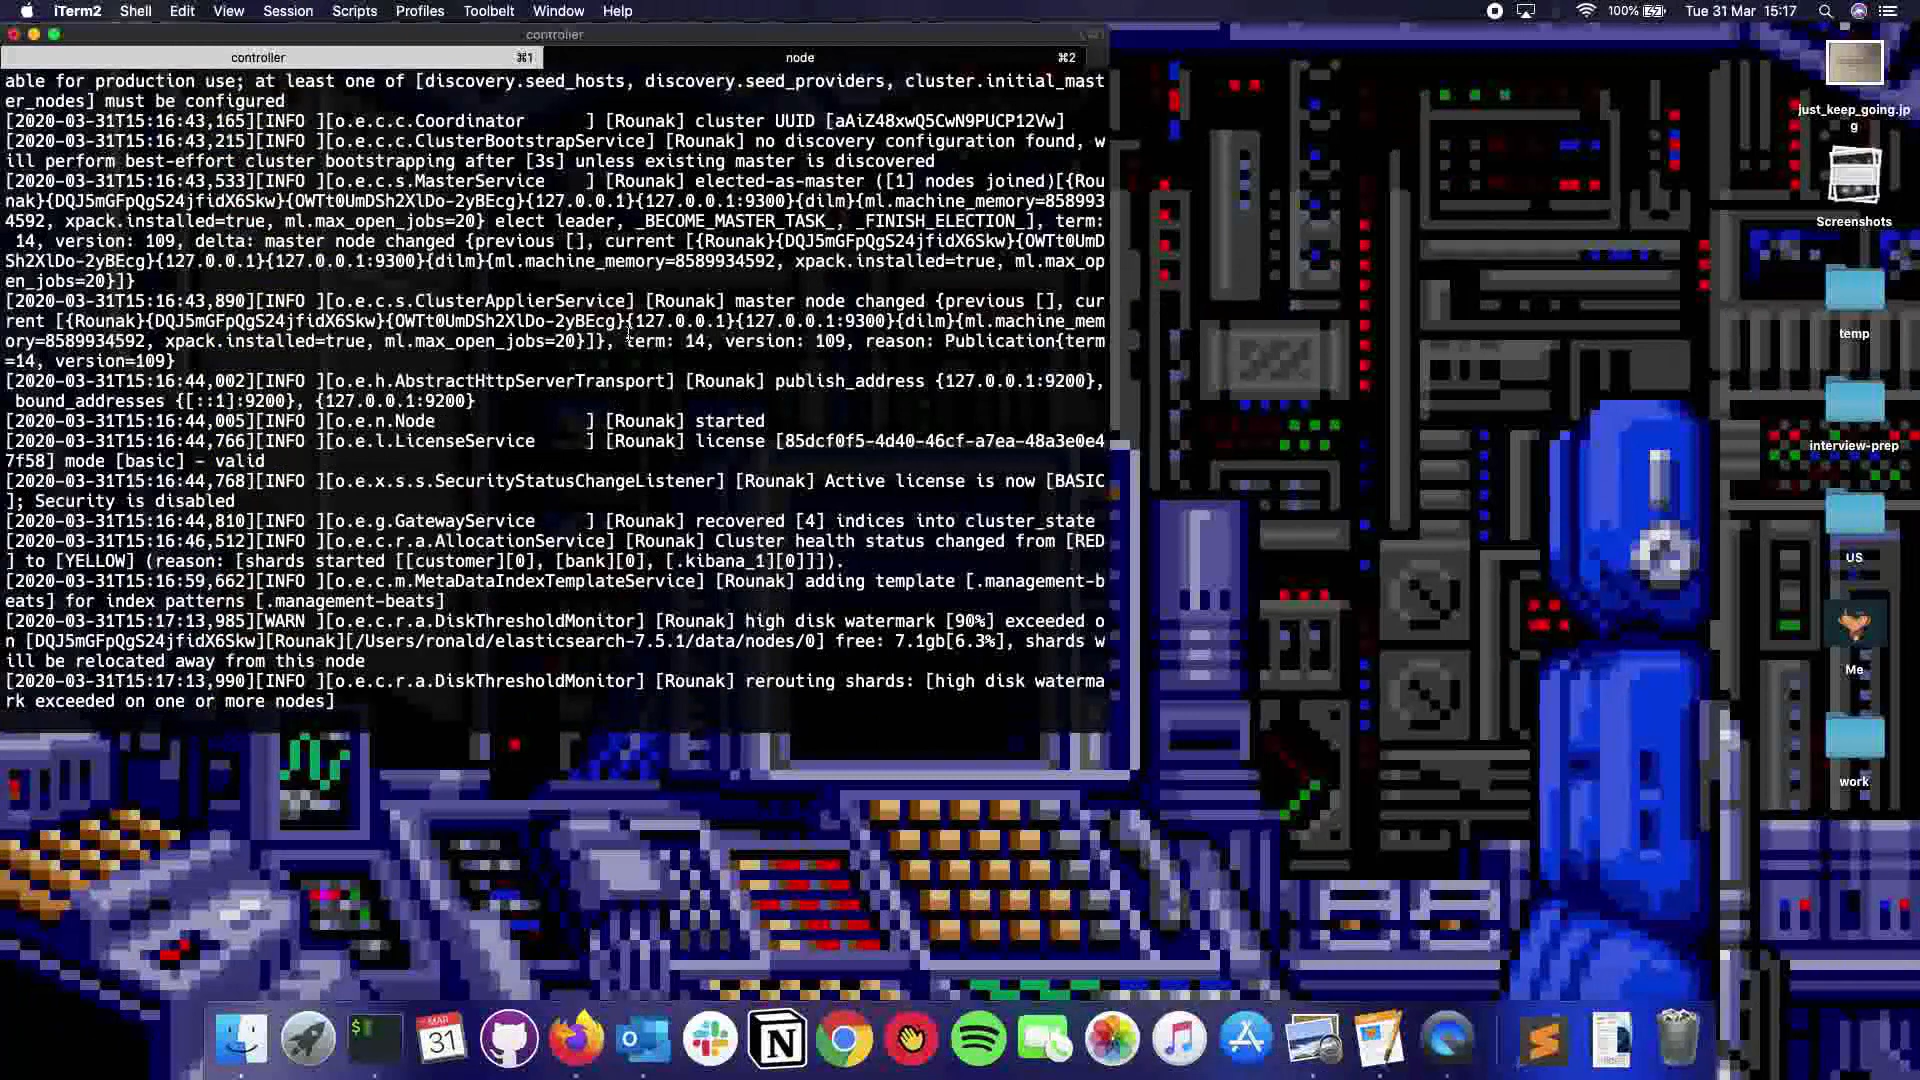 iTerm2 Shell Edit View Session Scripts Profiles Toolbelt Window Help 100% Tue 31 Mar 15:17
controller
controller ⌘1 node ⌘2
able for production use; at least one of [discovery.seed_hosts, discovery.seed_providers, cluster.initial_mast
er_nodes] must be configured
[2020-03-31T15:16:43,165][INFO ][o.e.c.c.Coordinator      ] [Rounak] cluster UUID [aAiZ48xwQ5CwN9PUCP12Vw]
[2020-03-31T15:16:43,215][INFO ][o.e.c.c.ClusterBootstrapService] [Rounak] no discovery configuration found, w
ill perform best-effort cluster bootstrapping after [3s] unless existing master is discovered
[2020-03-31T15:16:43,533][INFO ][o.e.c.s.MasterService    ] [Rounak] elected-as-master ([1] nodes joined)[{Rou
nak}{DQJ5mGFpQgS24jfidX6Skw}{OWTt0UmDSh2XlDo-2yBEcg}{127.0.0.1}{127.0.0.1:9300}{dilm}{ml.machine_memory=858993
4592, xpack.installed=true, ml.max_open_jobs=20} elect leader, _BECOME_MASTER_TASK_, _FINISH_ELECTION_], term:
 14, version: 109, delta: master node changed {previous [], current [{Rounak}{DQJ5mGFpQgS24jfidX6Skw}{OWTt0UmD
Sh2XlDo-2yBEcg}{127.0.0.1}{127.0.0.1:9300}{dilm}{ml.machine_memory=8589934592, xpack.installed=true, ml.max_op
en_jobs=20}]}
[2020-03-31T15:16:43,890][INFO ][o.e.c.s.ClusterApplierService] [Rounak] master node changed {previous [], cur
rent [{Rounak}{DQJ5mGFpQgS24jfidX6Skw}{OWTt0UmDSh2XlDo-2yBEcg}{127.0.0.1}{127.0.0.1:9300}{dilm}{ml.machine_mem
ory=8589934592, xpack.installed=true, ml.max_open_jobs=20}]}, term: 14, version: 109, reason: Publication{term
=14, version=109}
[2020-03-31T15:16:44,002][INFO ][o.e.h.AbstractHttpServerTransport] [Rounak] publish_address {127.0.0.1:9200},
 bound_addresses {[::1]:9200}, {127.0.0.1:9200}
[2020-03-31T15:16:44,005][INFO ][o.e.n.Node               ] [Rounak] started
[2020-03-31T15:16:44,766][INFO ][o.e.l.LicenseService     ] [Rounak] license [85dcf0f5-4d40-46cf-a7ea-48a3e0e4
7f58] mode [basic] - valid
[2020-03-31T15:16:44,768][INFO ][o.e.x.s.s.SecurityStatusChangeListener] [Rounak] Active license is now [BASIC
]; Security is disabled
[2020-03-31T15:16:44,810][INFO ][o.e.g.GatewayService     ] [Rounak] recovered [4] indices into cluster_state
[2020-03-31T15:16:46,512][INFO ][o.e.c.r.a.AllocationService] [Rounak] Cluster health status changed from [RED
] to [YELLOW] (reason: [shards started [[customer][0], [bank][0], [.kibana_1][0]]]).
[2020-03-31T15:16:59,662][INFO ][o.e.c.m.MetaDataIndexTemplateService] [Rounak] adding template [.management-b
eats] for index patterns [.management-beats]
[2020-03-31T15:17:13,985][WARN ][o.e.c.r.a.DiskThresholdMonitor] [Rounak] high disk watermark [90%] exceeded o
n [DQJ5mGFpQgS24jfidX6Skw][Rounak][/Users/ronald/elasticsearch-7.5.1/data/nodes/0] free: 7.1gb[6.3%], shards w
ill be relocated away from this node
[2020-03-31T15:17:13,990][INFO ][o.e.c.r.a.DiskThresholdMonitor] [Rounak] rerouting shards: [high disk waterma
rk exceeded on one or more nodes]
just_keep_going.jp
g
Screenshots
temp
interview-prep
US
Me
work
MAR
31